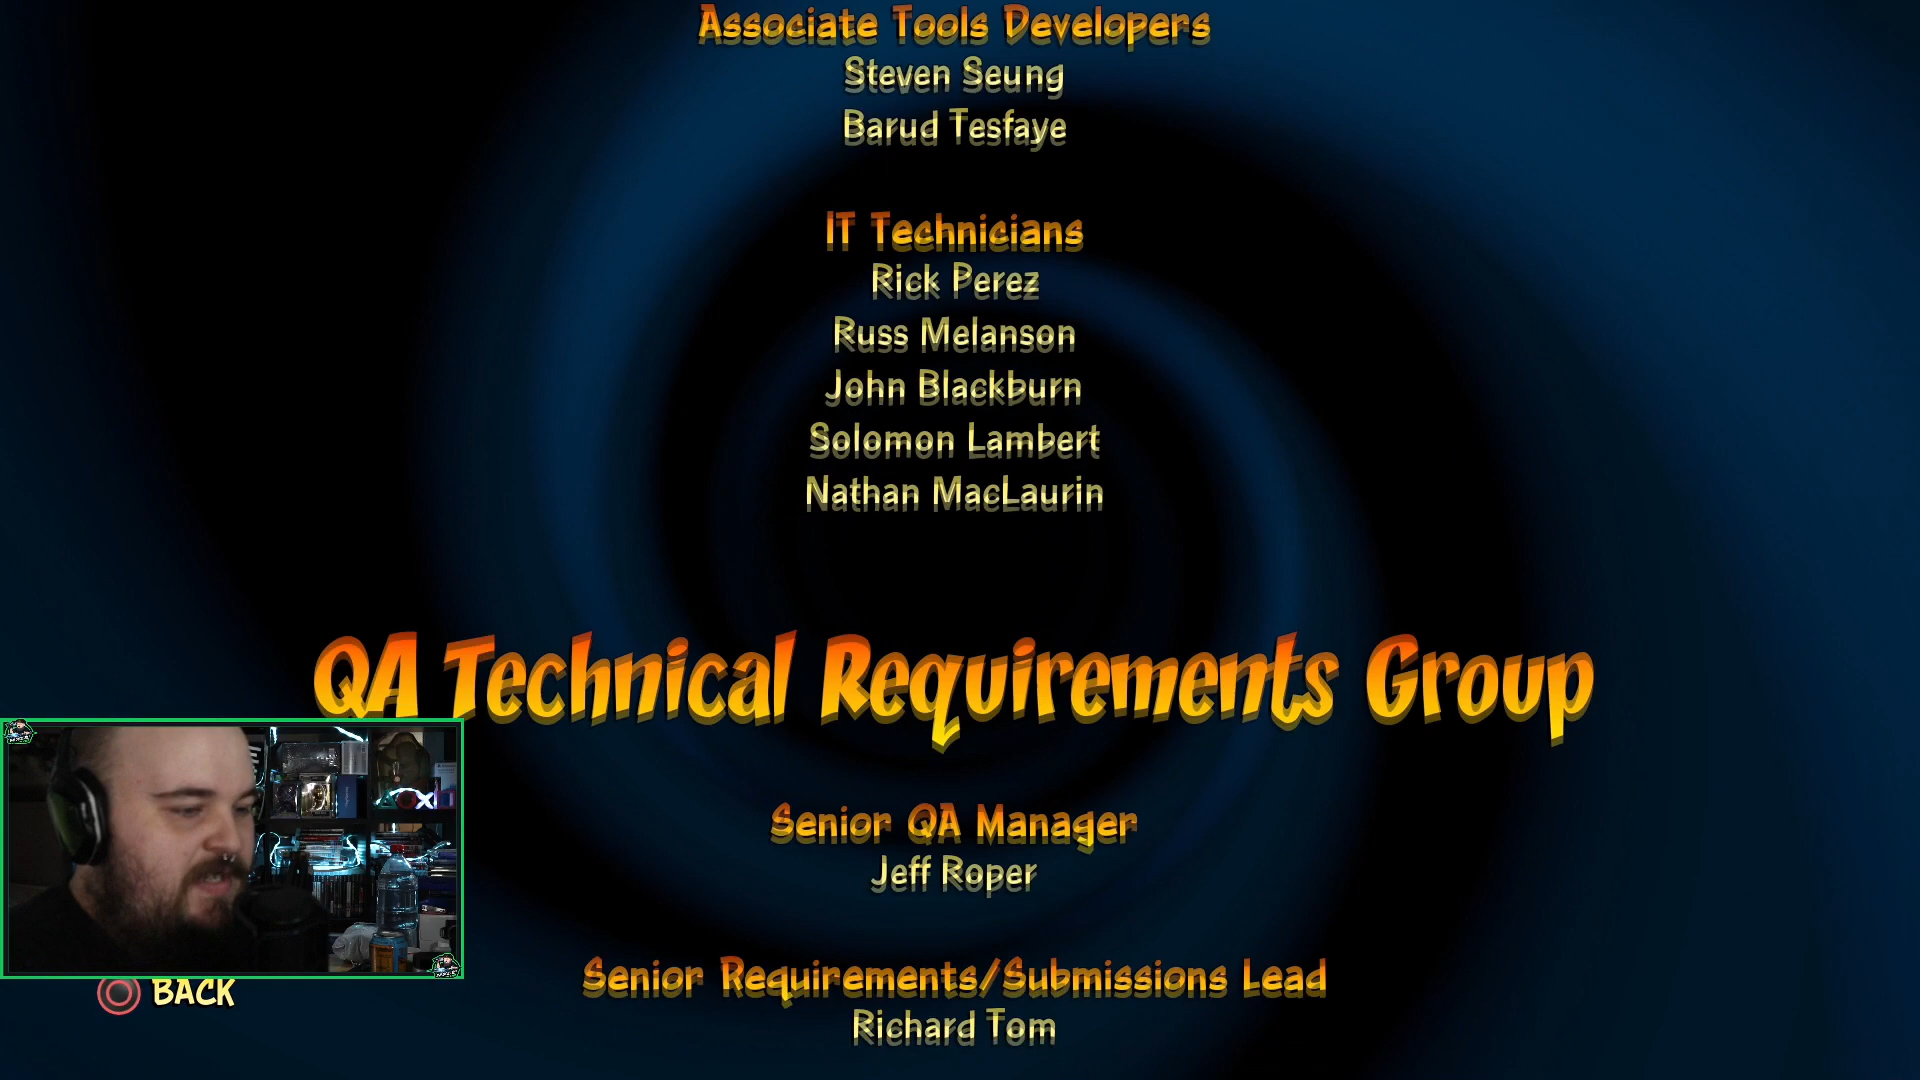 Associate Tools Developers
Steven Seung
Barud Tesfaye
IT Technicians
Rick Perez
Russ Melanson
John Blackburn
Solomon Lambert
Nathan MacLaurin
QA Technical Requirements Group
Senior QA Manager
Jeff Roper
Senior Requirements/Submissions Lead
Richard Tom
BACK